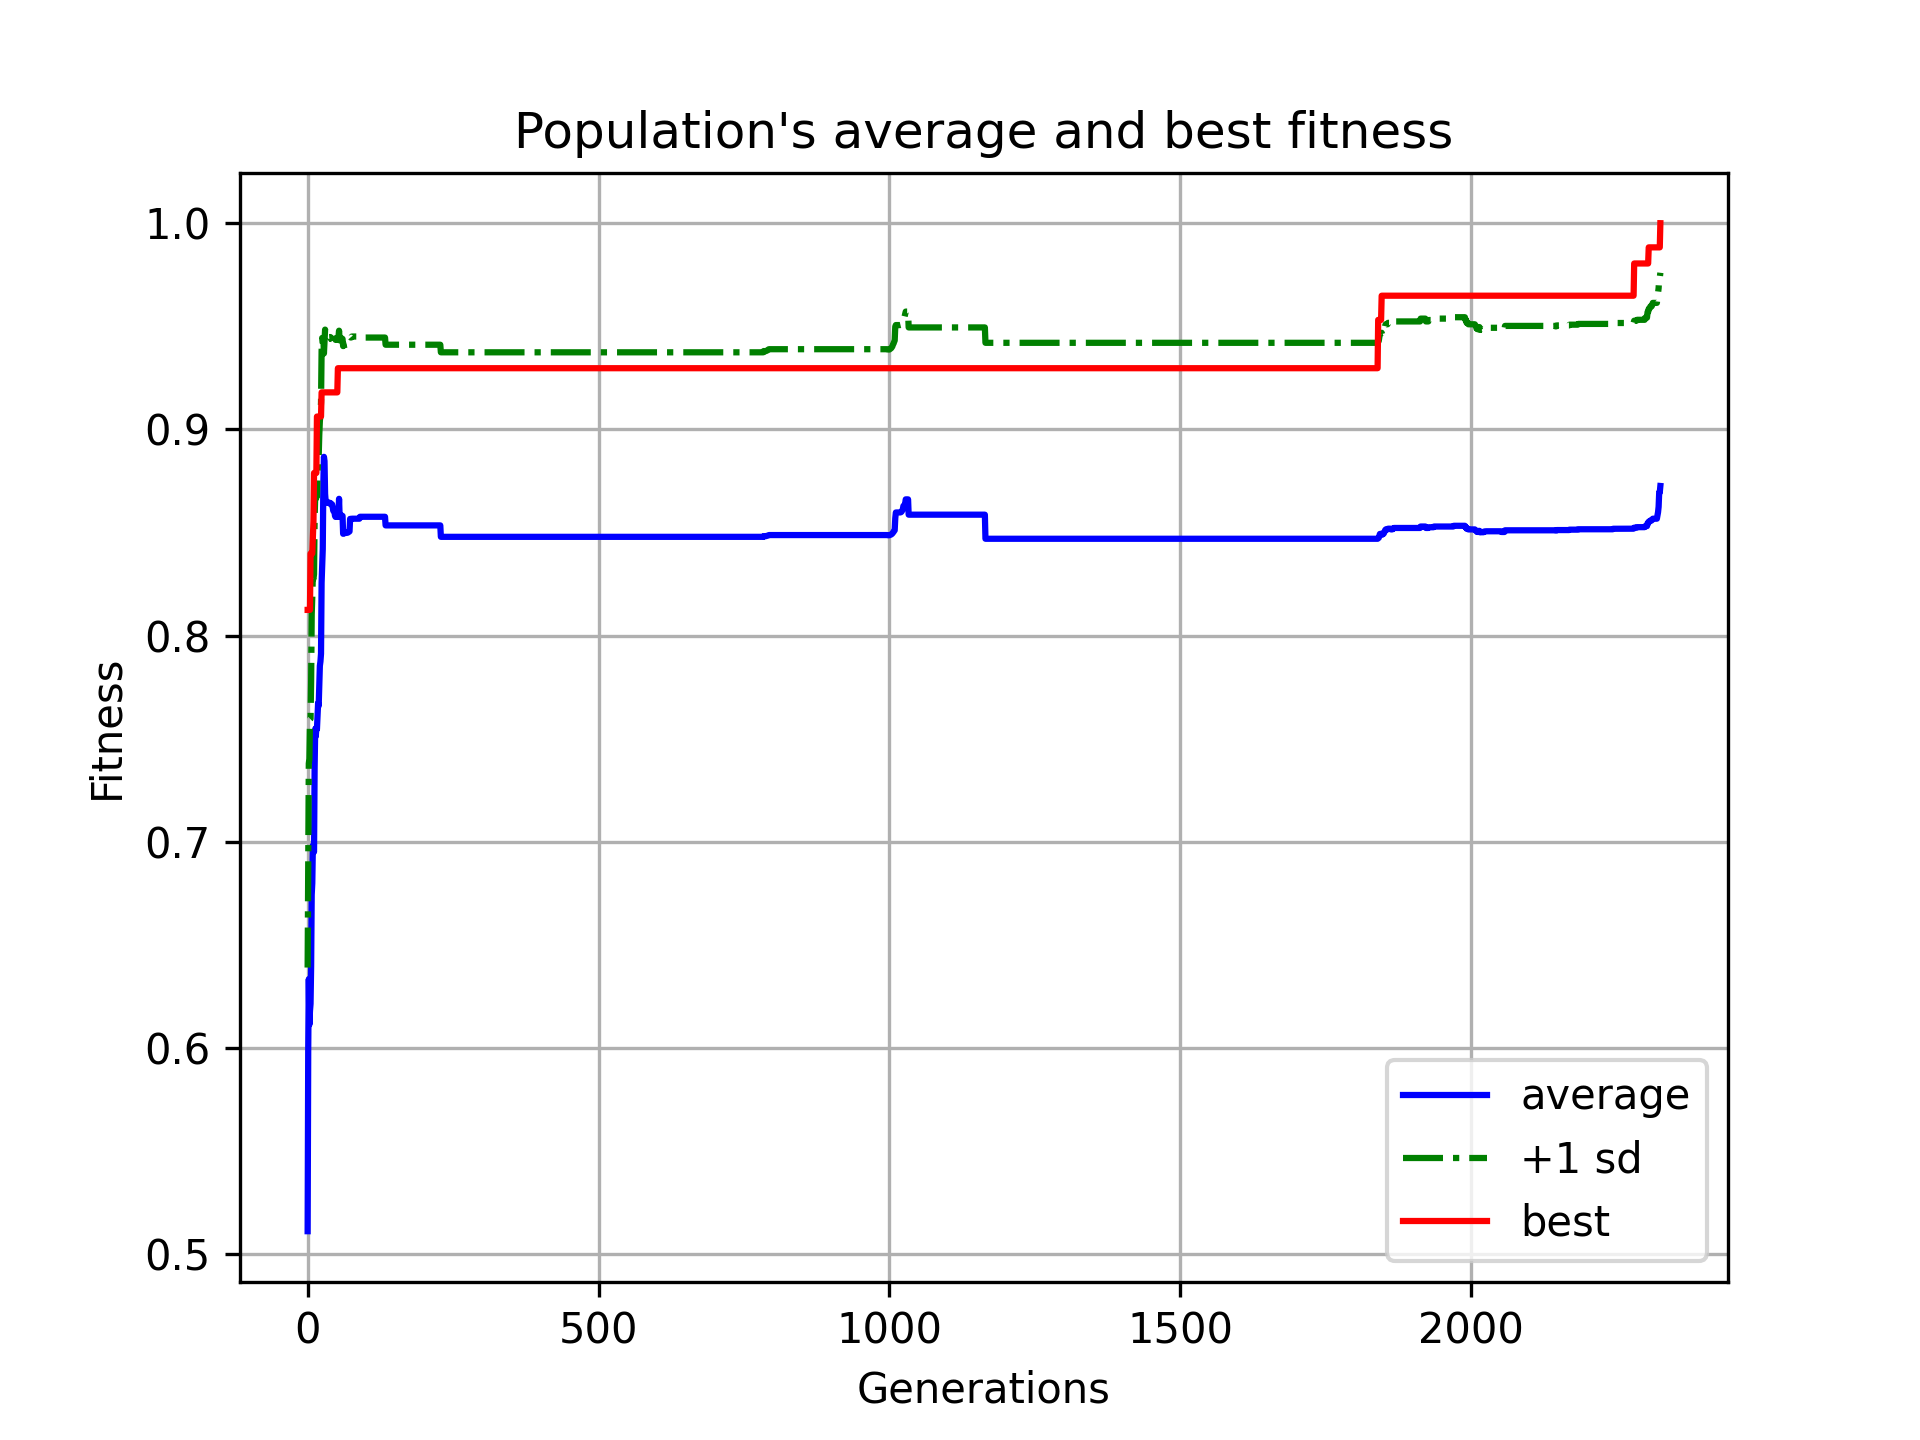 Population's average and best fitness
1.0
0.9
0.8
0.7
0.6
0.5
Fitness
0
500
1000
1500
2000
Generations
average
+1 sd
best